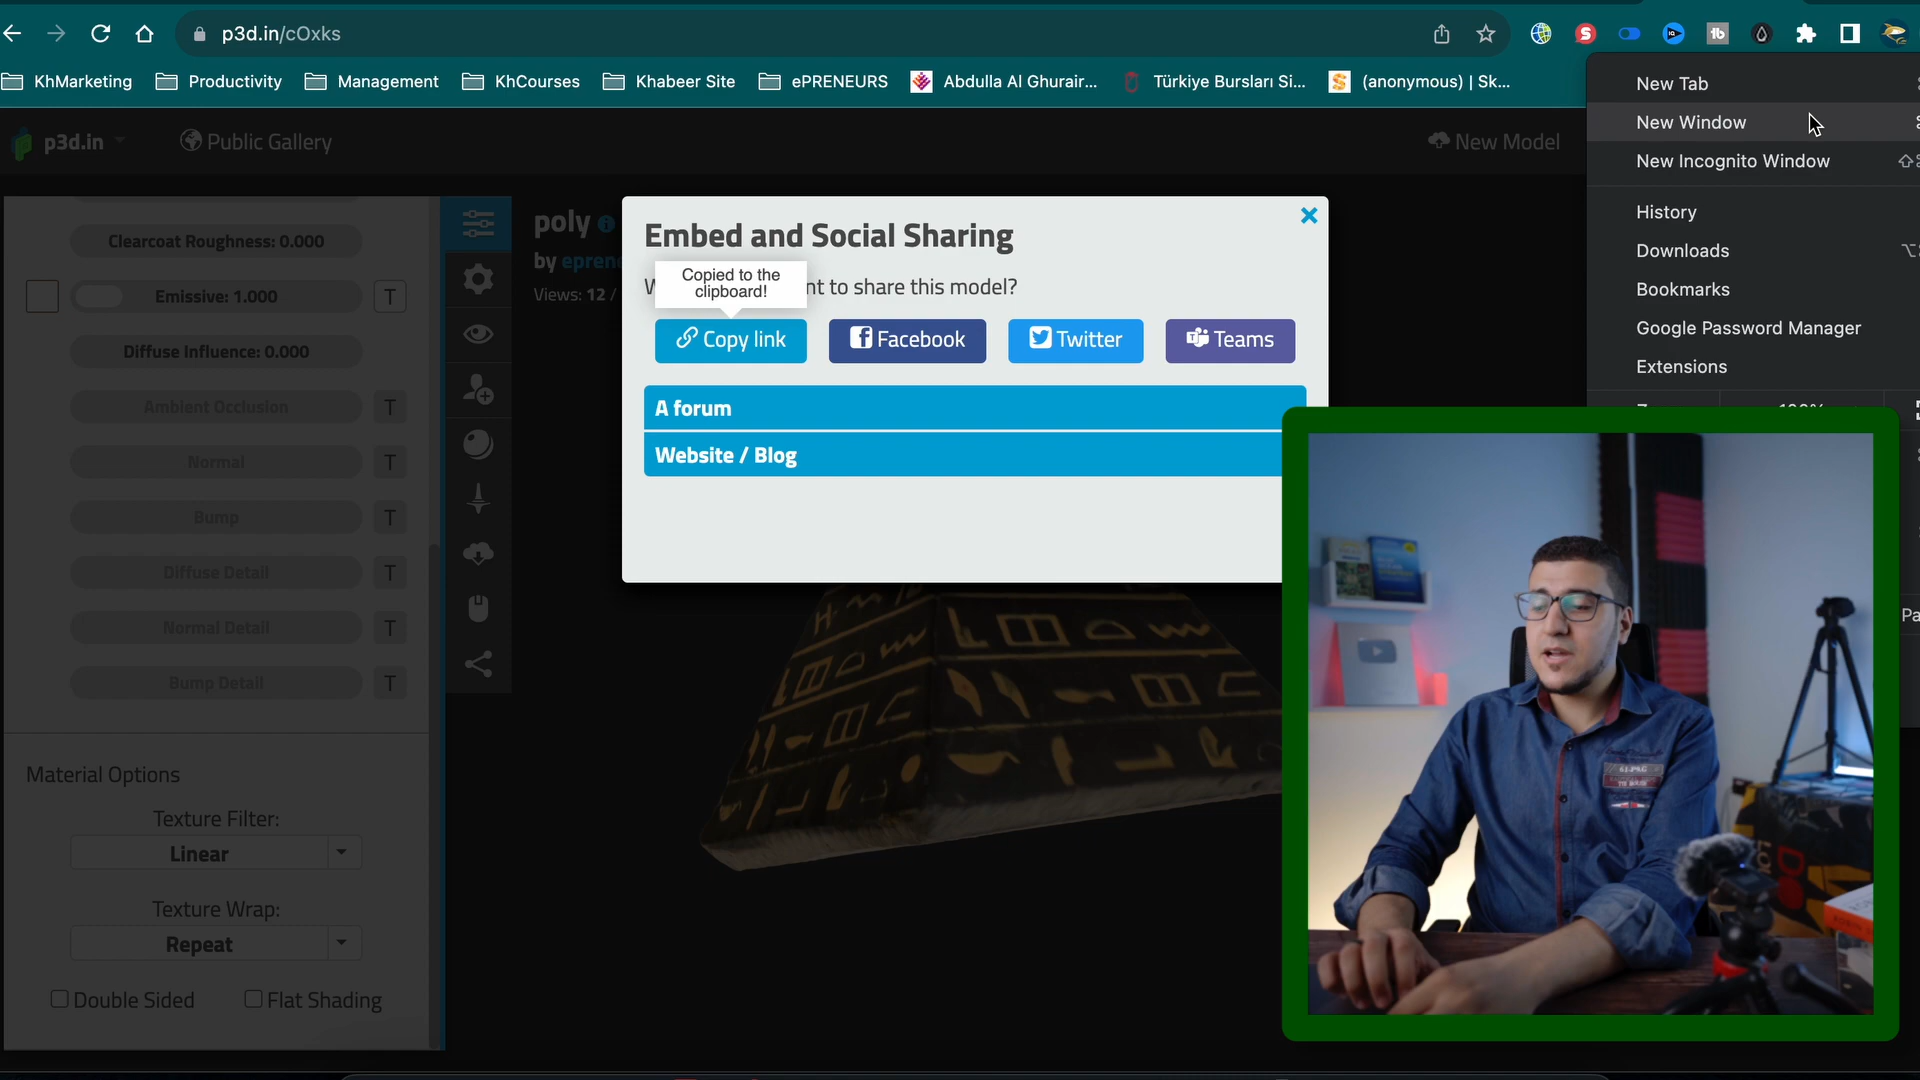 p3d.in/cOxks
KhMarketing
Productivity
Management
KhCourses
Khabeer Site
ePRENEURS
Abdulla Al Ghurair...
Türkiye Bursları Si...
(anonymous) | Sk...
New Tab
New Window
New Incognito Window
History
Downloads
Bookmarks
Google Password Manager
Extensions
p3d.in
Public Gallery
New Model
Clearcoat Roughness: 0.000
Emissive: 1.000
T
Diffuse Influence: 0.000
Ambient Occlusion
T
Normal
T
Bump
T
Diffuse Detail
T
Normal Detail
T
Bump Detail
T
Material Options
Texture Filter:
Linear
Texture Wrap:
Repeat
Double Sided
Flat Shading
poly
by eprene
Views: 12 /
Embed and Social Sharing
Copied to the
clipboard!
nt to share this model?
Copy link
Facebook
Twitter
Teams
A forum
Website / Blog